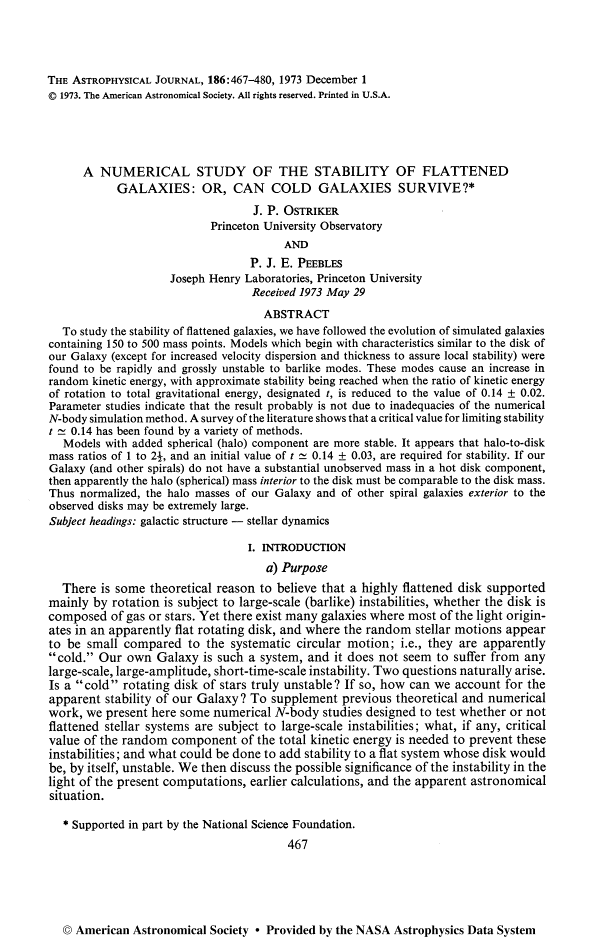 THE ASTROPHYSICAL JOURNAL, 186:467–480, 1973 December 1
© 1973. The American Astronomical Society. All rights reserved. Printed in U.S.A.
A NUMERICAL STUDY OF THE STABILITY OF FLATTENED
GALAXIES: OR, CAN COLD GALAXIES SURVIVE?*
J. P. OSTRIKER
Princeton University Observatory
AND
P. J. E. PEEBLES
Joseph Henry Laboratories, Princeton University
Received 1973 May 29
ABSTRACT
To study the stability of flattened galaxies, we have followed the evolution of simulated galaxies
containing 150 to 500 mass points. Models which begin with characteristics similar to the disk of
our Galaxy (except for increased velocity dispersion and thickness to assure local stability) were
found to be rapidly and grossly unstable to barlike modes. These modes cause an increase in
random kinetic energy, with approximate stability being reached when the ratio of kinetic energy
of rotation to total gravitational energy, designated t, is reduced to the value of 0.14 ± 0.02.
Parameter studies indicate that the result probably is not due to inadequacies of the numerical
N-body simulation method. A survey of the literature shows that a critical value for limiting stability
t ≃ 0.14 has been found by a variety of methods.
Models with added spherical (halo) component are more stable. It appears that halo-to-disk
mass ratios of 1 to 2½, and an initial value of t ≃ 0.14 ± 0.03, are required for stability. If our
Galaxy (and other spirals) do not have a substantial unobserved mass in a hot disk component,
then apparently the halo (spherical) mass interior to the disk must be comparable to the disk mass.
Thus normalized, the halo masses of our Galaxy and of other spiral galaxies exterior to the
observed disks may be extremely large.
Subject headings: galactic structure — stellar dynamics
I. INTRODUCTION
a) Purpose
There is some theoretical reason to believe that a highly flattened disk supported
mainly by rotation is subject to large-scale (barlike) instabilities, whether the disk is
composed of gas or stars. Yet there exist many galaxies where most of the light origin-
ates in an apparently flat rotating disk, and where the random stellar motions appear
to be small compared to the systematic circular motion; i.e., they are apparently
“cold.” Our own Galaxy is such a system, and it does not seem to suffer from any
large-scale, large-amplitude, short-time-scale instability. Two questions naturally arise.
Is a “cold” rotating disk of stars truly unstable? If so, how can we account for the
apparent stability of our Galaxy? To supplement previous theoretical and numerical
work, we present here some numerical N-body studies designed to test whether or not
flattened stellar systems are subject to large-scale instabilities; what, if any, critical
value of the random component of the total kinetic energy is needed to prevent these
instabilities; and what could be done to add stability to a flat system whose disk would
be, by itself, unstable. We then discuss the possible significance of the instability in the
light of the present computations, earlier calculations, and the apparent astronomical
situation.
* Supported in part by the National Science Foundation.
467
© American Astronomical Society • Provided by the NASA Astrophysics Data System